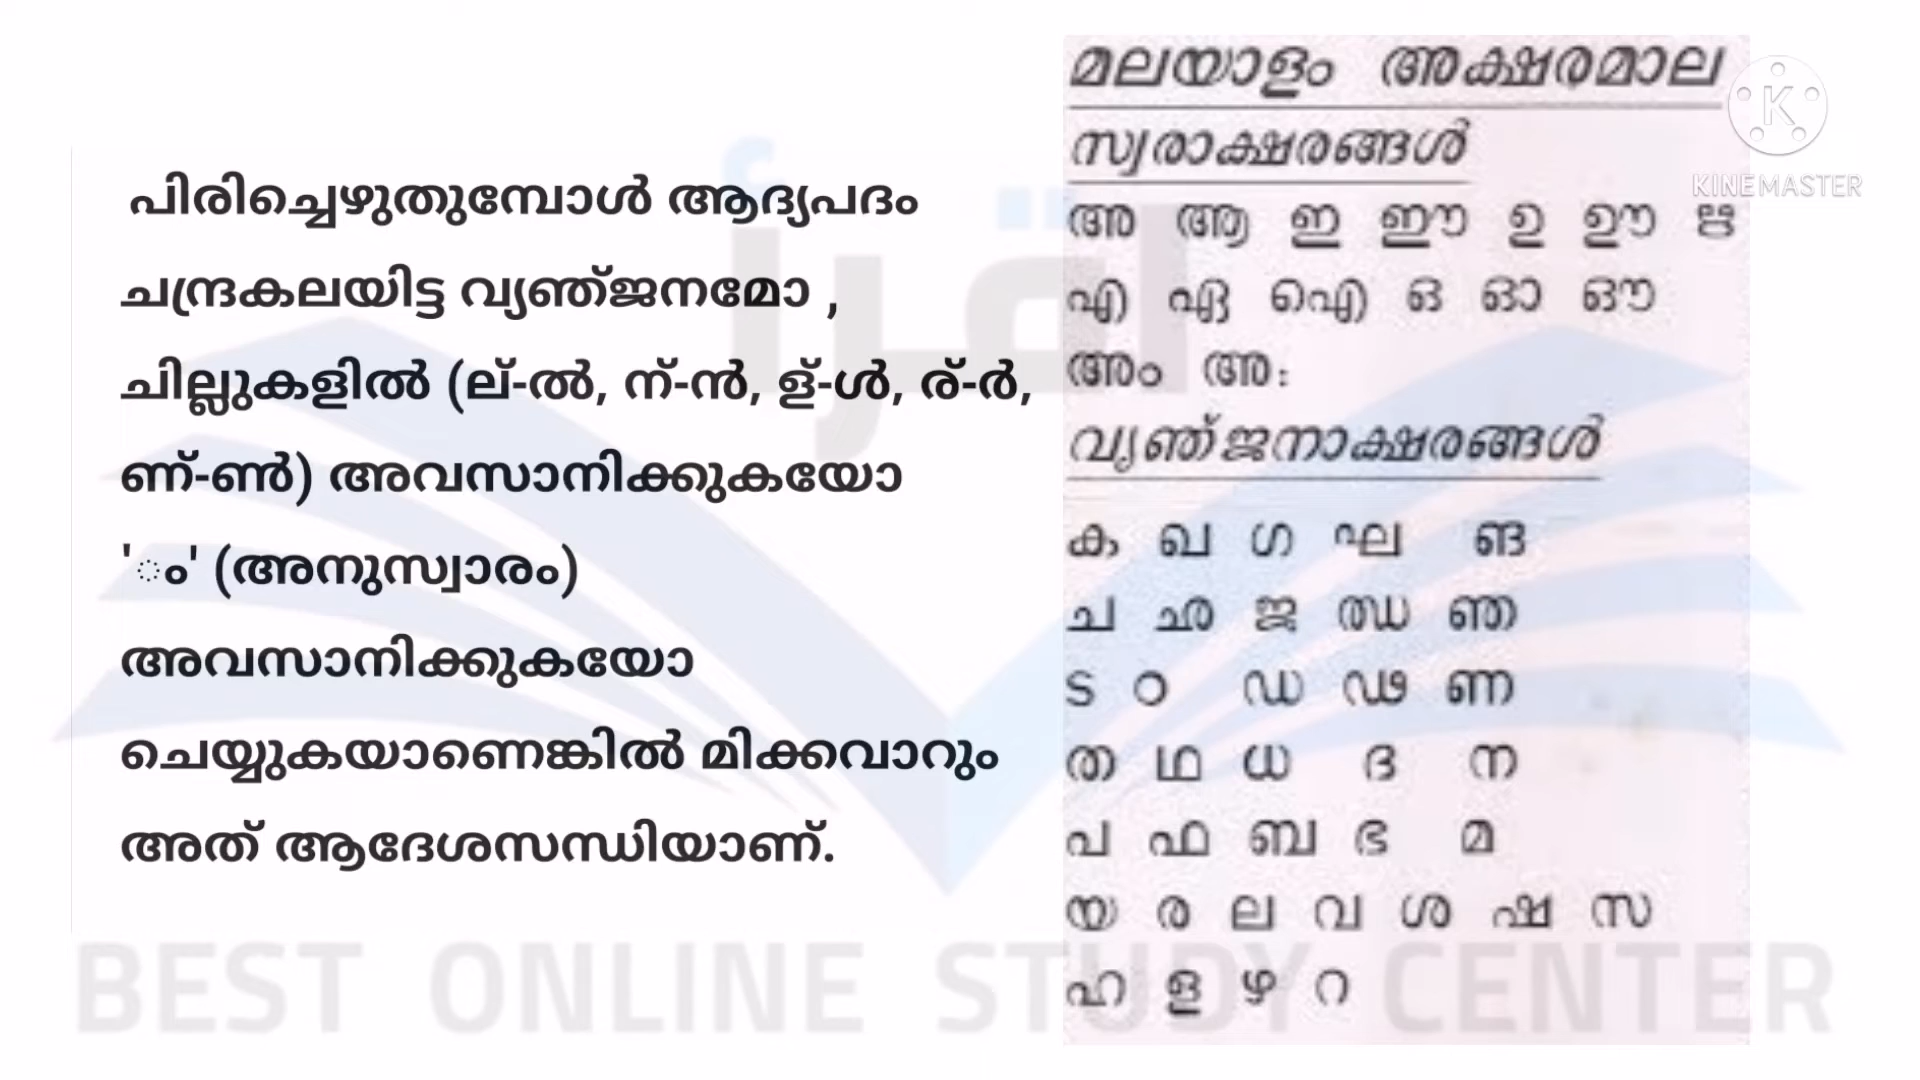 പിരിച്ചെഴുതുമ്പോൾ ആദ്യപദം
ചന്ദ്രകലയിട്ട വ്യഞ്ജനമോ ,
ചില്ലുകളിൽ (ല്-ൽ, ന്-ൻ, ള്-ൾ, ര്-ർ,
ണ്-ൺ) അവസാനിക്കുകയോ
'ം' (അനുസ്വാരം)
അവസാനിക്കുകയോ
ചെയ്യുകയാണെങ്കിൽ മിക്കവാറും
അത് ആദേശസന്ധിയാണ്.
മലയാളം അക്ഷരമാല
സ്വരാക്ഷരങ്ങൾ
അ ആ ഇ ഈ ഉ ഊ ഋ
എ ഏ ഐ ഒ ഓ ഔ
അം അഃ
വ്യഞ്ജനാക്ഷരങ്ങൾ
ക ഖ ഗ ഘ ങ
ച ഛ ജ ഝ ഞ
ട ഠ ഡ ഢ ണ
ത ഥ ധ ദ ന
പ ഫ ബ ഭ മ
യ ര ല വ ശ ഷ സ
ഹ ള ഴ റ
K
KINEMASTER
اقرأ
BEST ONLINE STUDY CENTER